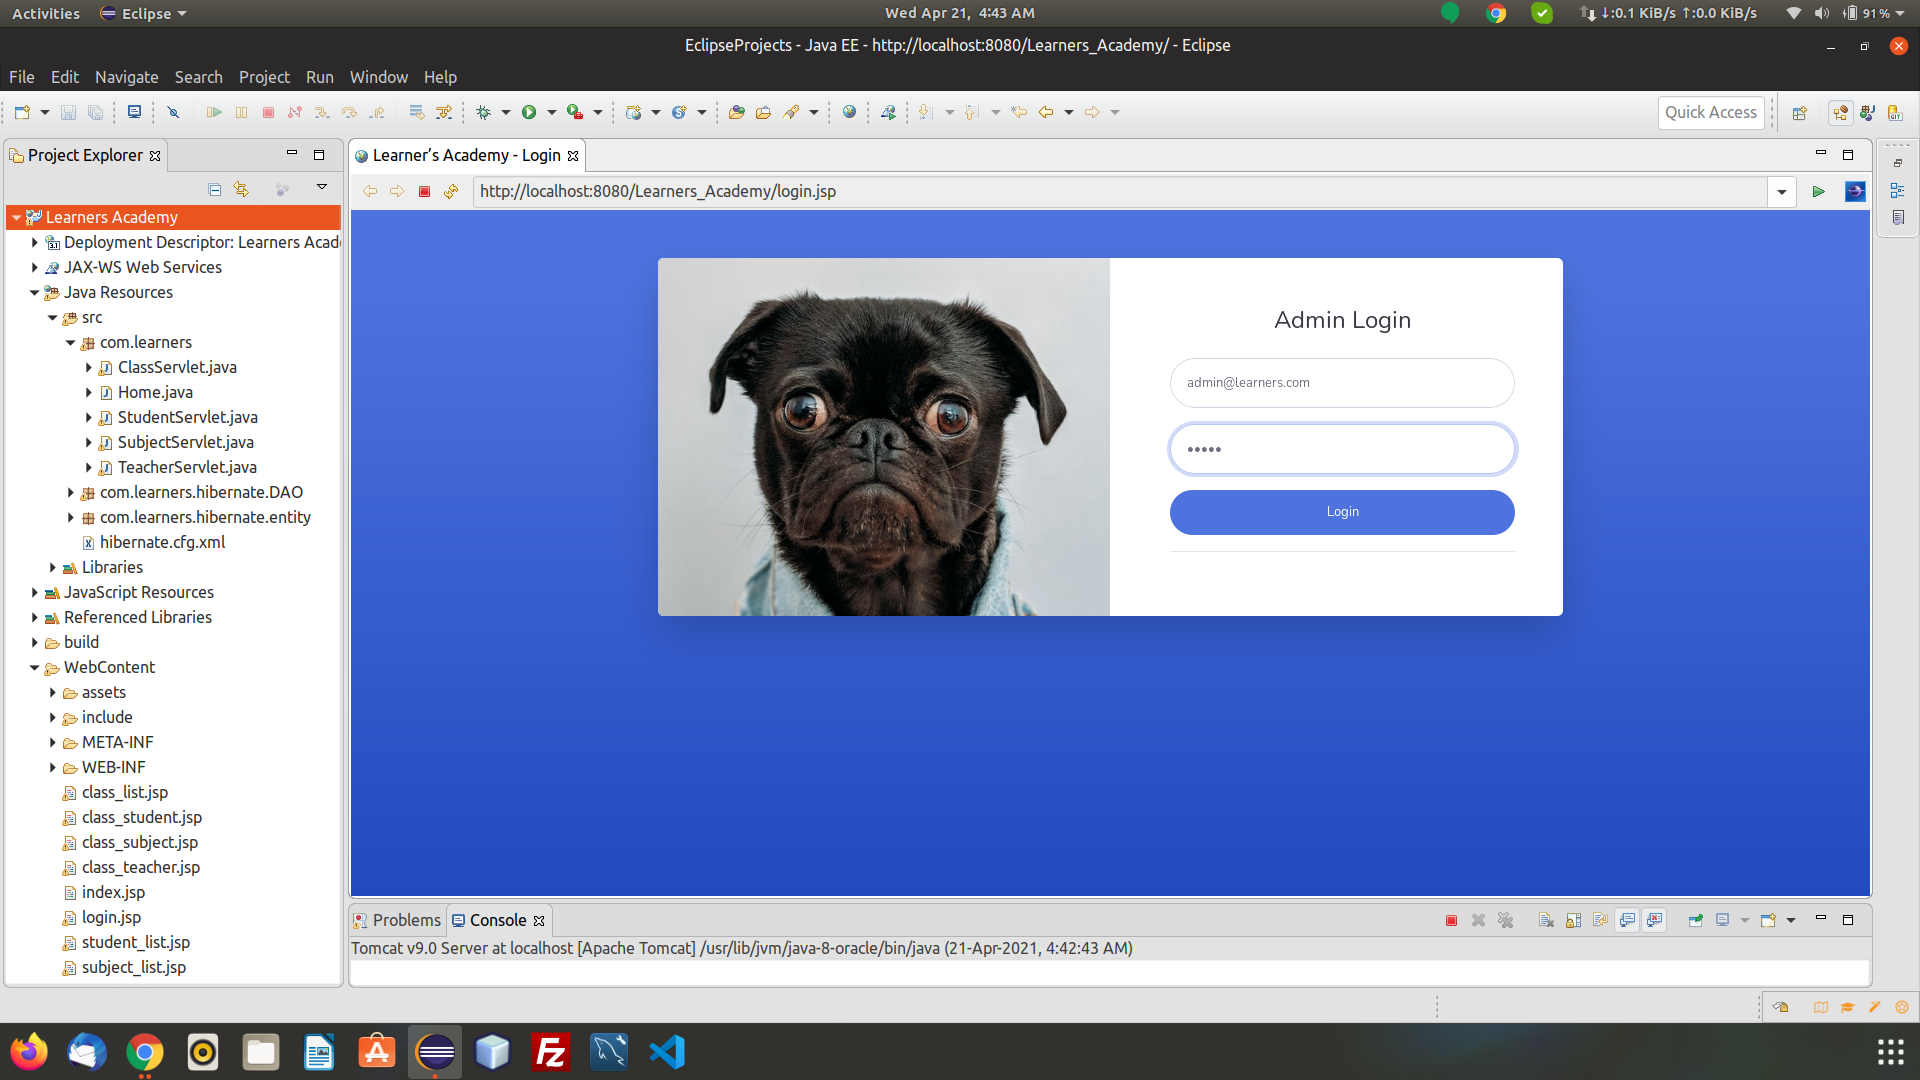 Activities
Eclipse
Wed Apr 21, 4:43 AM
↓:0.1 KiB/s ↑:0.0 KiB/s
91 %
EclipseProjects - Java EE - http://localhost:8080/Learners_Academy/ - Eclipse
File Edit Navigate Search Project Run Window Help
Quick Access
Project Explorer
Learner’s Academy - Login
http://localhost:8080/Learners_Academy/login.jsp
Learners Academy
Deployment Descriptor: Learners Acad
JAX-WS Web Services
Java Resources
src
com.learners
ClassServlet.java
Home.java
StudentServlet.java
SubjectServlet.java
TeacherServlet.java
com.learners.hibernate.DAO
com.learners.hibernate.entity
hibernate.cfg.xml
Libraries
JavaScript Resources
Referenced Libraries
build
WebContent
assets
include
META-INF
WEB-INF
class_list.jsp
class_student.jsp
class_subject.jsp
class_teacher.jsp
index.jsp
login.jsp
student_list.jsp
subject_list.jsp
Admin Login
admin@learners.com
•••••
Login
Problems
Console
Tomcat v9.0 Server at localhost [Apache Tomcat] /usr/lib/jvm/java-8-oracle/bin/java (21-Apr-2021, 4:42:43 AM)